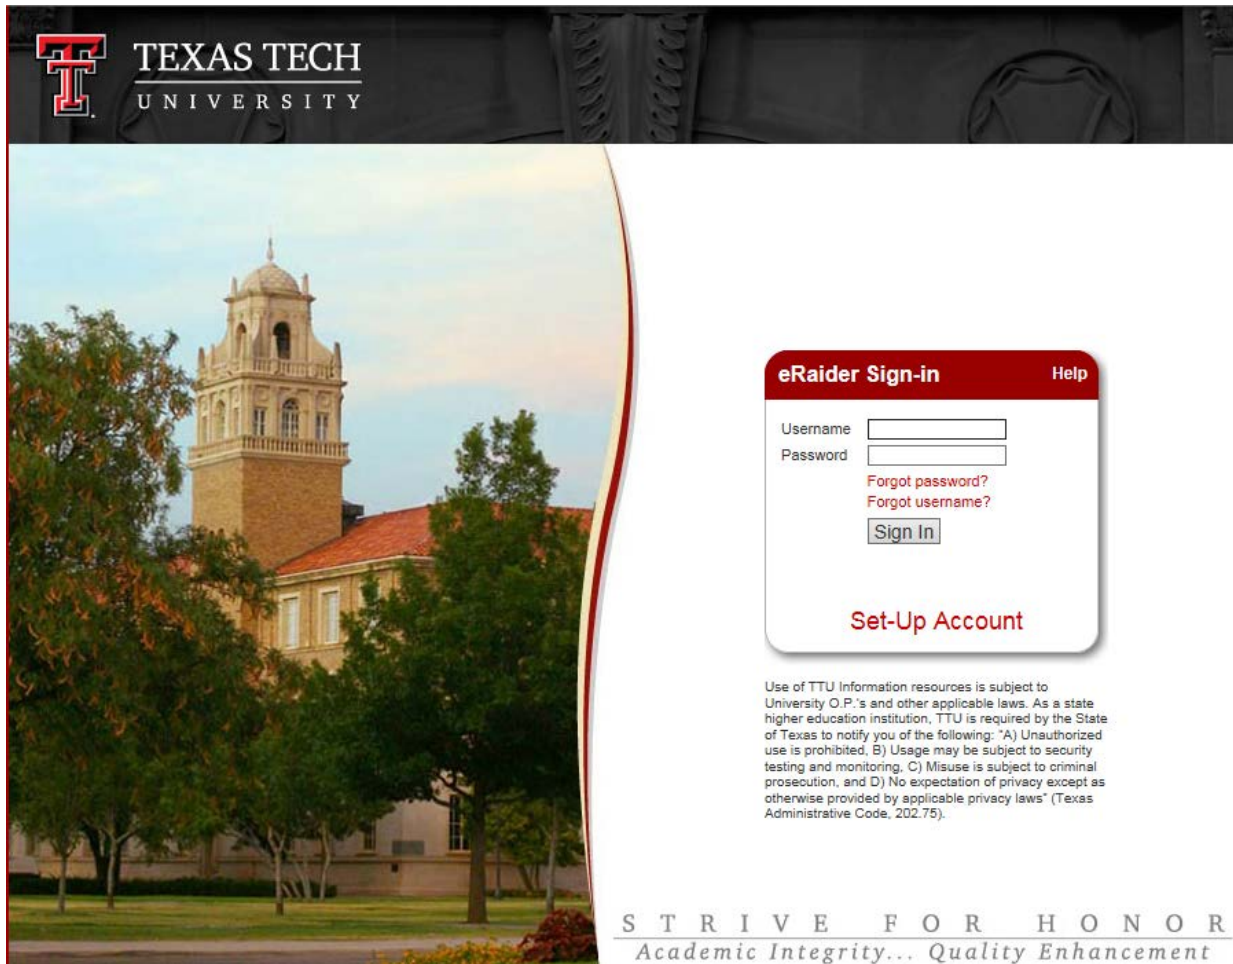 TEXAS TECH
UNIVERSITY
eRaider Sign-in Help
Username
Password
Forgot password?
Forgot username?
Sign In
Set-Up Account
Use of TTU Information resources is subject to
University O.P.'s and other applicable laws. As a state
higher education institution, TTU is required by the State
of Texas to notify you of the following: "A) Unauthorized
use is prohibited, B) Usage may be subject to security
testing and monitoring, C) Misuse is subject to criminal
prosecution, and D) No expectation of privacy except as
otherwise provided by applicable privacy laws" (Texas
Administrative Code, 202.75).
STRIVE FOR HONOR
Academic Integrity... Quality Enhancement